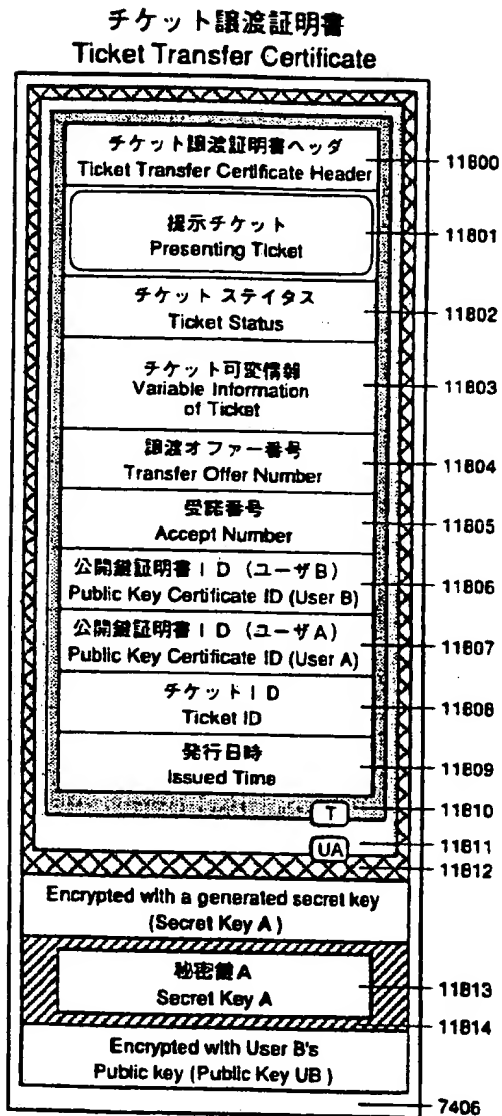 チケット譲渡証明書
Ticket Transfer Certificate
チケット譲渡証明書ヘッダ
Ticket Transfer Certificate Header
11800
提示チケット
Presenting Ticket
11801
チケット ステイタス
Ticket Status
11802
チケット可変情報
Variable Information
of Ticket
11803
譲渡オファー番号
Transfer Offer Number
11804
受諾番号
Accept Number
11805
公開鍵証明書ID (ユーザB)
Public Key Certificate ID (User B)
11806
公開鍵証明書ID (ユーザA)
Public Key Certificate ID (User A)
11807
チケットID
Ticket ID
11808
発行日時
Issued Time
11809
T
11810
UA
11811
11812
Encrypted with a generated secret key
(Secret Key A )
秘密鍵A
Secret Key A
11813
11814
Encrypted with User B's
Public key (Public Key UB )
7406